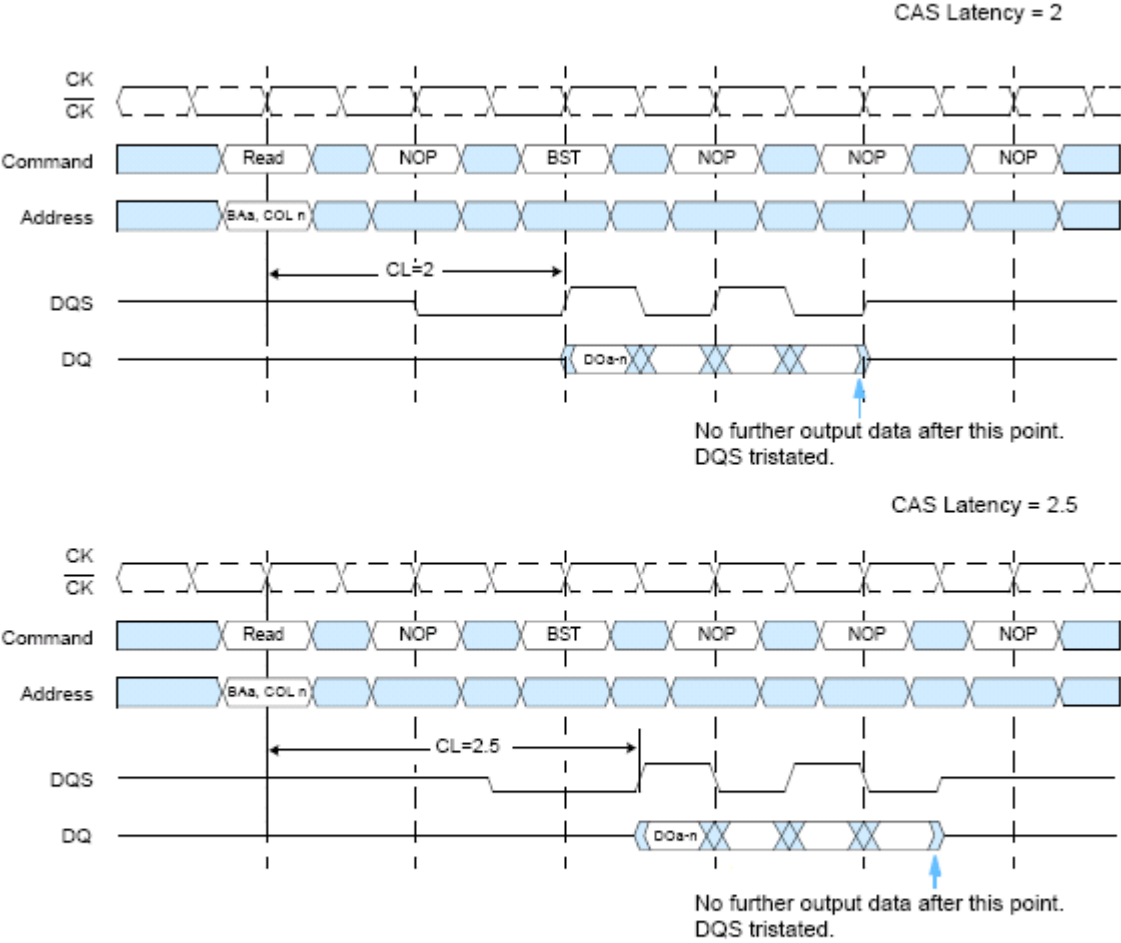 CAS Latency = 2
CK
CK
Command Read NOP BST NOP NOP NOP
Address BAa, COL n
CL=2
DQS
DQ DOa-n
No further output data after this point.
DQS tristated.
CAS Latency = 2.5
CK
CK
Command Read NOP BST NOP NOP NOP
Address BAa, COL n
CL=2.5
DQS
DQ DOa-n
No further output data after this point.
DQS tristated.